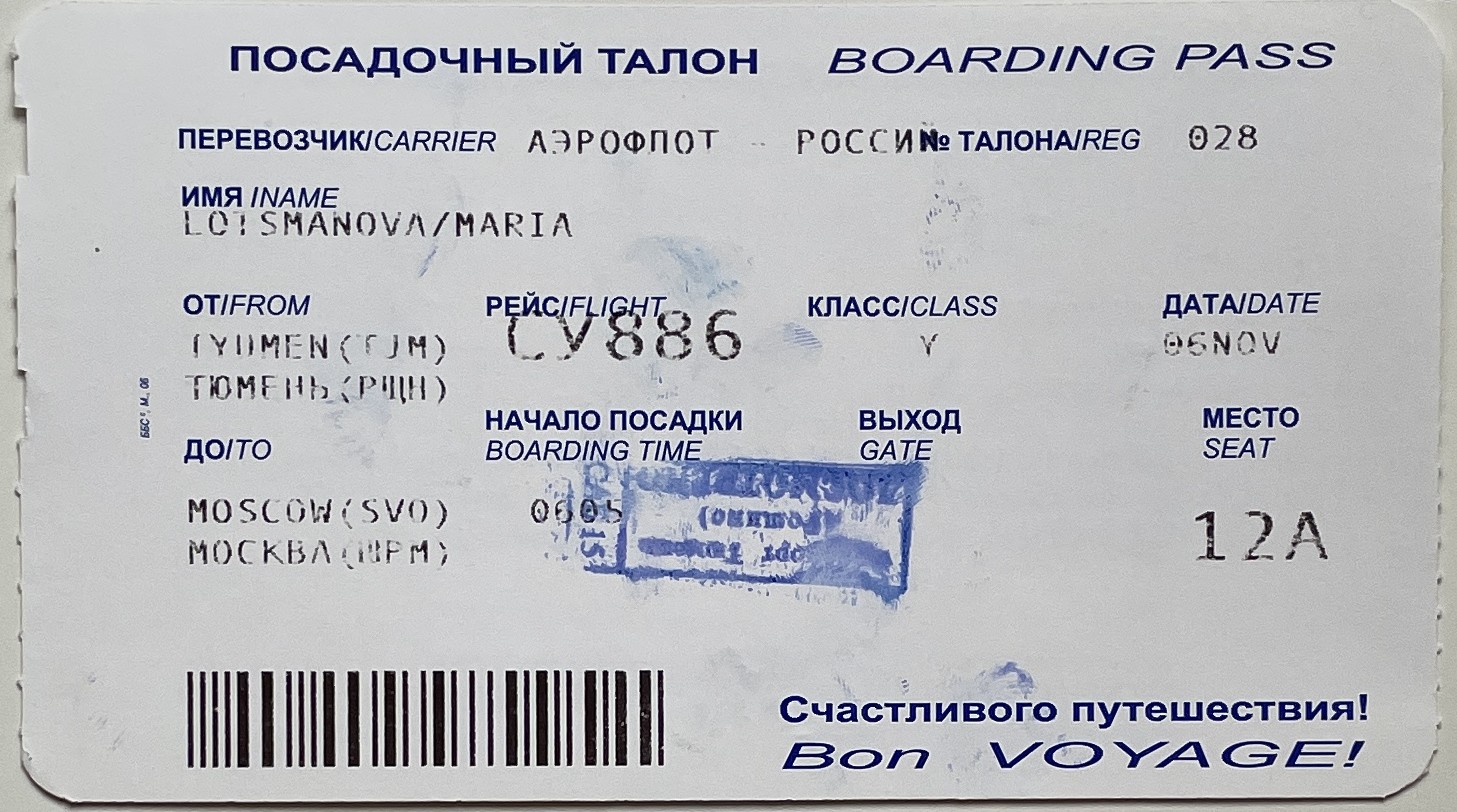 ПОСАДОЧНЫЙ ТАЛОН BOARDING PASS
ПЕРЕВОЗЧИК/CARRIER АЭРОФЛОТ - РОССИЙ № ТАЛОНА/REG 028
ИМЯ /NAME
LOTSMANOVA/MARIA
ОТ/FROM РЕЙС/FLIGHT КЛАСС/CLASS ДАТА/DATE
TYUMEN(TJM) СУ886 Y 06NOV
ТЮМЕНЬ(РЩН)
НАЧАЛО ПОСАДКИ ВЫХОД МЕСТО
ДО/TO BOARDING TIME GATE SEAT
MOSCOW(SVO) 0605 12A
МОСКВА(ШРМ)
Счастливого путешествия!
Bon VOYAGE!